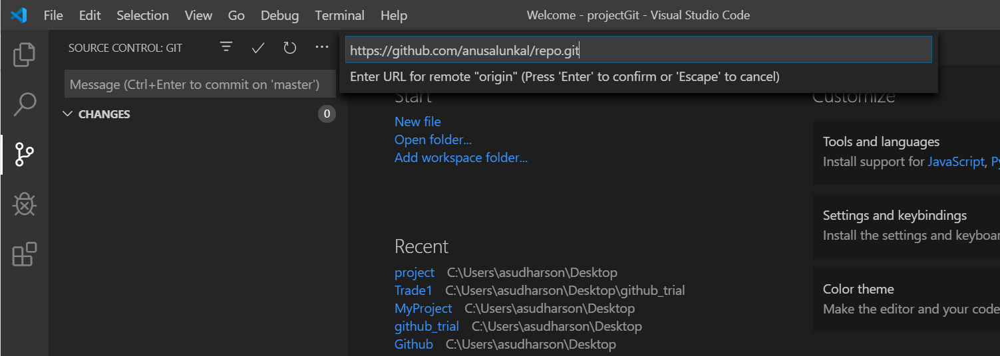 File Edit Selection View Go Debug Terminal Help Welcome - projectGit - Visual Studio Code
SOURCE CONTROL: GIT
https://github.com/anusalunkal/repo.git
Message (Ctrl+Enter to commit on 'master')
Enter URL for remote "origin" (Press 'Enter' to confirm or 'Escape' to cancel)
CHANGES 0
Start
New file
Open folder...
Add workspace folder...
Recent
project C:\Users\asudharson\Desktop
Trade1 C:\Users\asudharson\Desktop\github_trial
MyProject C:\Users\asudharson\Desktop
github_trial C:\Users\asudharson\Desktop
Github C:\Users\asudharson\Desktop
Customize
Tools and languages
Install support for JavaScript, Py
Settings and keybindings
Install the settings and keyboar
Color theme
Make the editor and your code